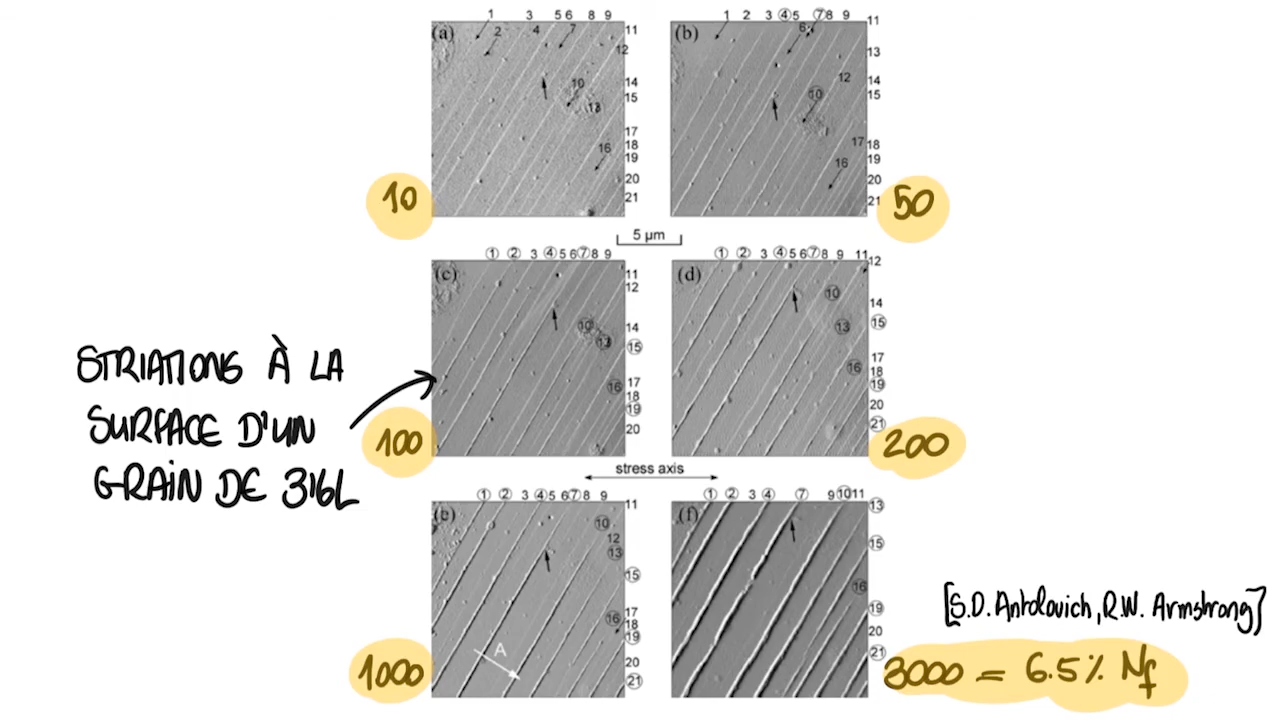 1 3 5 6 8 9
(a) 2 4 7 11
12
10 14
13 15
17
16 18
19
20
21
10
1 2 3 ④ 5 ⑦ 8 9 11
(b) 6 13
12 14
⑩ 15
17 18
16 19
20
21
50
5 µm
① ② 3 ④ 5 6 ⑦ 8 9
(c) 11
12
⑩ 14
⑬ ⑮
⑯ 17
18
⑲
20
100
① ② 3 ④ 5 6 ⑦ 8 9 11 12
(d) ⑩ 14
⑬ ⑮
⑯ 17
18
⑲
20
㉑
200
STRIATIONS À LA
SURFACE D'UN
GRAIN DE 316L
stress axis
① ② 3 ④ 5 6 ⑦ 8 9 11
(e) ⑩
12
⑬
⑮
⑯ 17
18
⑲
A 20
㉑
1000
① ② 3 ④ ⑦ 9 ⑩ 11
(f) ⑬
⑮
⑯
⑲
20
㉑
[S.D. Antolovich, R.W. Armstrong]
3000 = 6.5% Nf